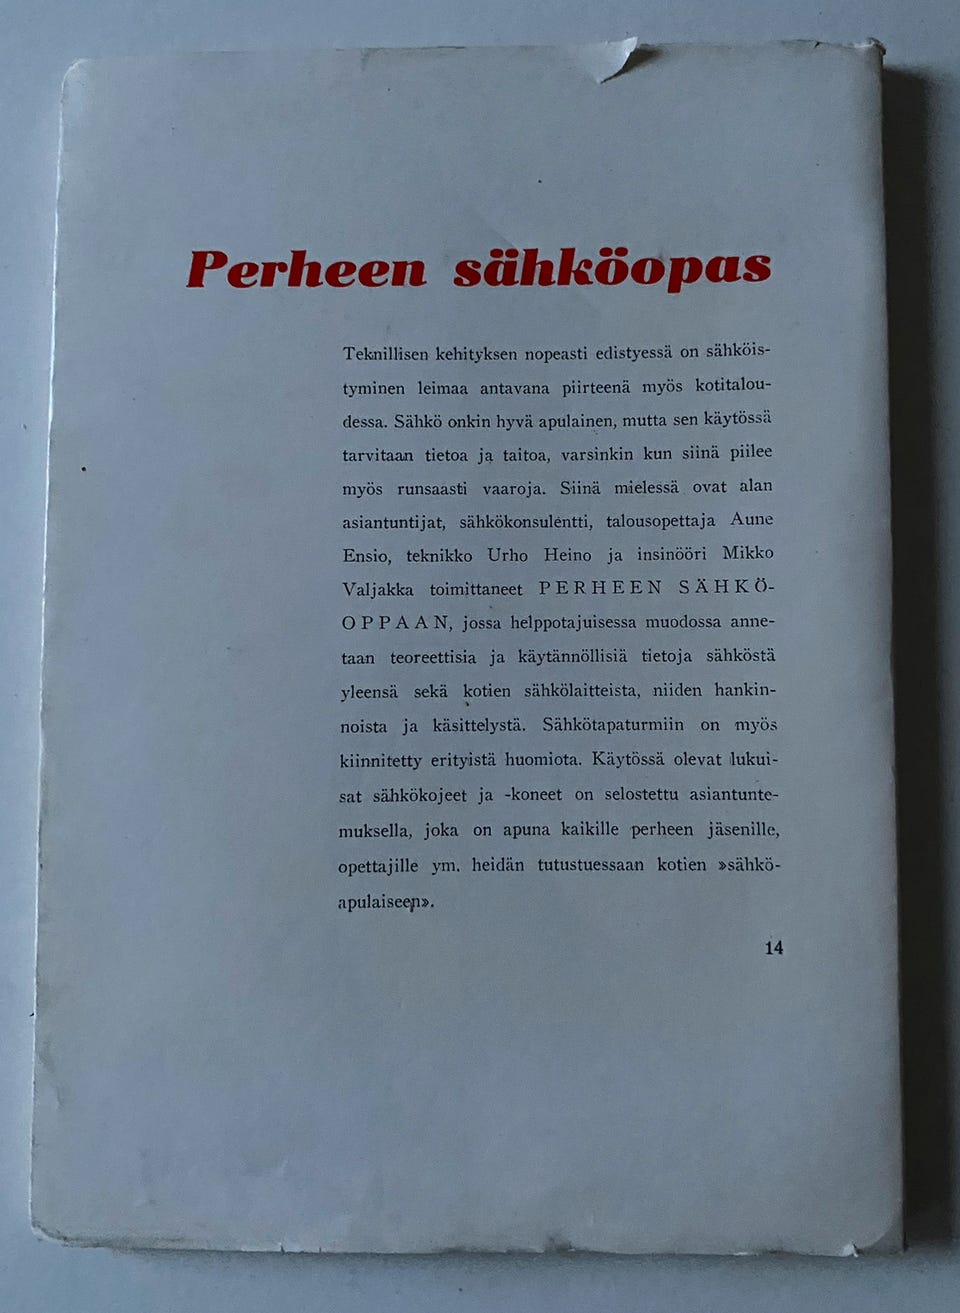 Perheen sähköopas
Teknillisen kehityksen nopeasti edistyessä on sähköis-
tyminen leimaa antavana piirteenä myös kotitalou-
dessa. Sähkö onkin hyvä apulainen, mutta sen käytössä
tarvitaan tietoa ja taitoa, varsinkin kun siinä piilee
myös runsaasti vaaroja. Siinä mielessä ovat alan
asiantuntijat, sähkökonsulentti, talousopettaja Aune
Ensio, teknikko Urho Heino ja insinööri Mikko
Valjakka toimittaneet PERHEEN SÄHKÖ-
OPPAAN, jossa helppotajuisessa muodossa anne-
taan teoreettisia ja käytännöllisiä tietoja sähköstä
yleensä sekä kotien sähkölaitteista, niiden hankin-
noista ja käsittelystä. Sähkötapaturmiin on myös
kiinnitetty erityistä huomiota. Käytössä olevat lukui-
sat sähkökojeet ja -koneet on selostettu asiantunte-
muksella, joka on apuna kaikille perheen jäsenille,
opettajille ym. heidän tutustuessaan kotien »sähkö-
apulaiseen».
14